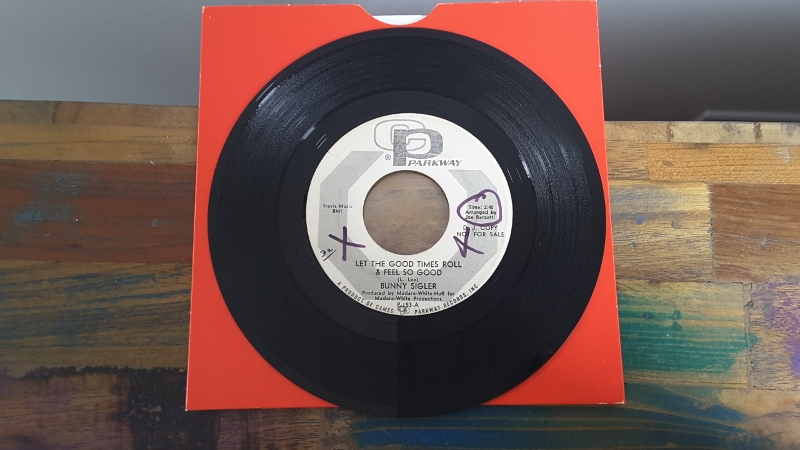 CP
® PARKWAY
Travis Music
BMI
Time: 2:48
Arranged by
Joe Renzetti
D. J. COPY
NOT FOR SALE
LET THE GOOD TIMES ROLL
& FEEL SO GOOD
(L. Lee)
BUNNY SIGLER
Produced by Madara-White-Huff for
Madara-White Productions
P-153-A
A PRODUCT OF CAMEO CP PARKWAY RECORDS, INC.